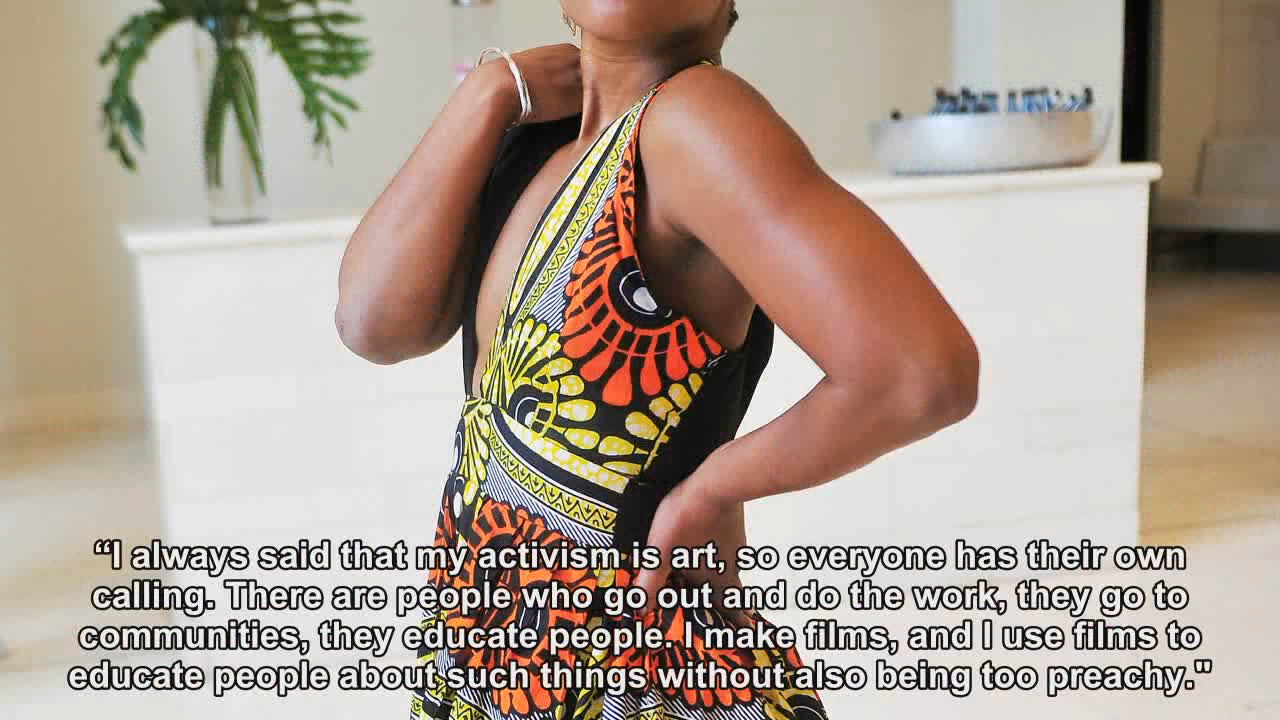 “I always said that my activism is art, so everyone has their own
calling. There are people who go out and do the work, they go to
communities, they educate people. I make films, and I use films to
educate people about such things without also being too preachy."